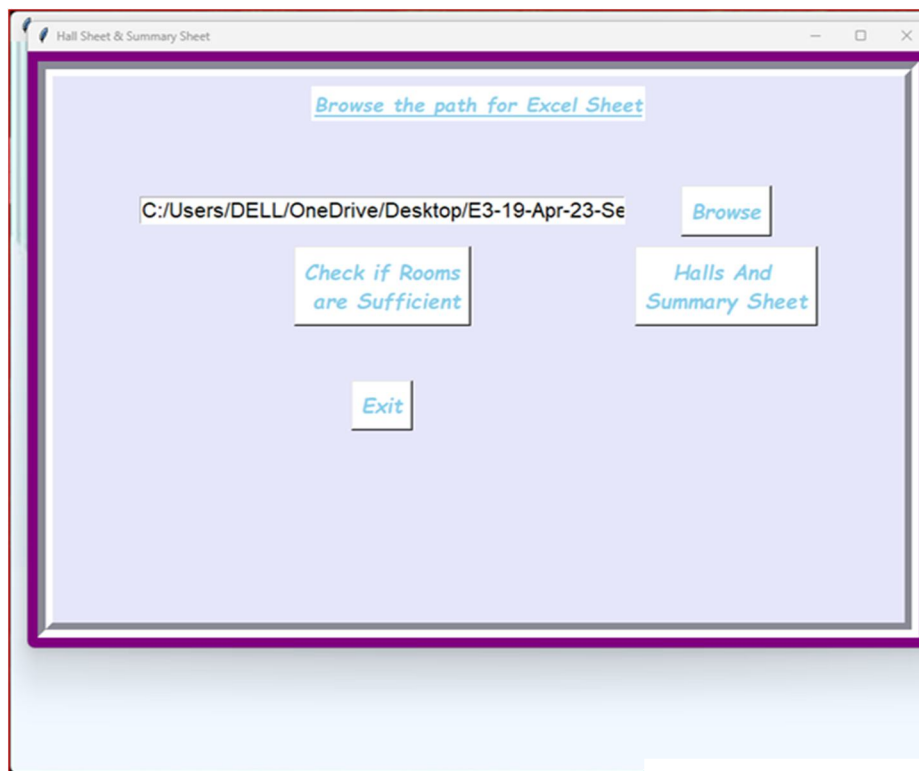 Hall Sheet & Summary Sheet
Browse the path for Excel Sheet
C:/Users/DELL/OneDrive/Desktop/E3-19-Apr-23-Se
Browse
Check if Rooms
are Sufficient
Halls And
Summary Sheet
Exit